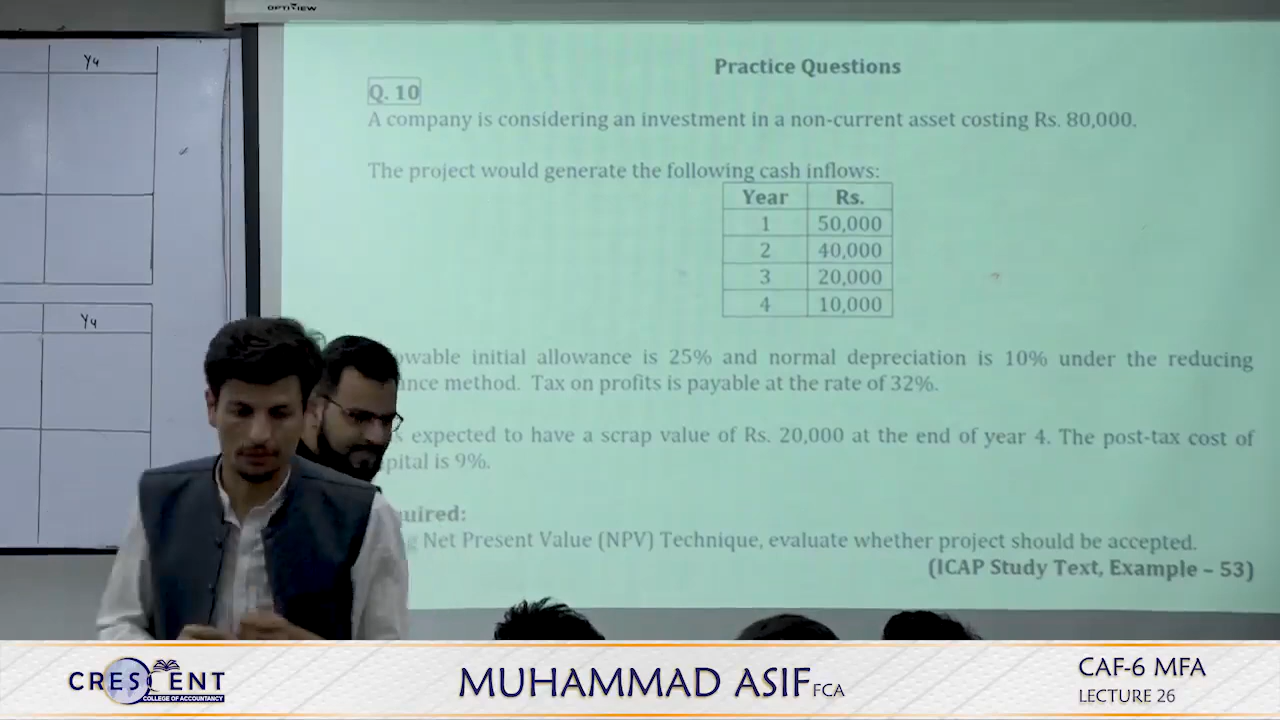 OPTIVIEW
Y4
Y4
Practice Questions
Q. 10
A company is considering an investment in a non-current asset costing Rs. 80,000.
The project would generate the following cash inflows:
Year Rs.
1 50,000
2 40,000
3 20,000
4 10,000
owable initial allowance is 25% and normal depreciation is 10% under the reducing
nce method. Tax on profits is payable at the rate of 32%.
s expected to have a scrap value of Rs. 20,000 at the end of year 4. The post-tax cost of
pital is 9%.
uired:
g Net Present Value (NPV) Technique, evaluate whether project should be accepted.
(ICAP Study Text, Example – 53)
CRESCENT
COLLEGE OF ACCOUNTANCY
MUHAMMAD ASIF FCA
CAF-6 MFA
LECTURE 26